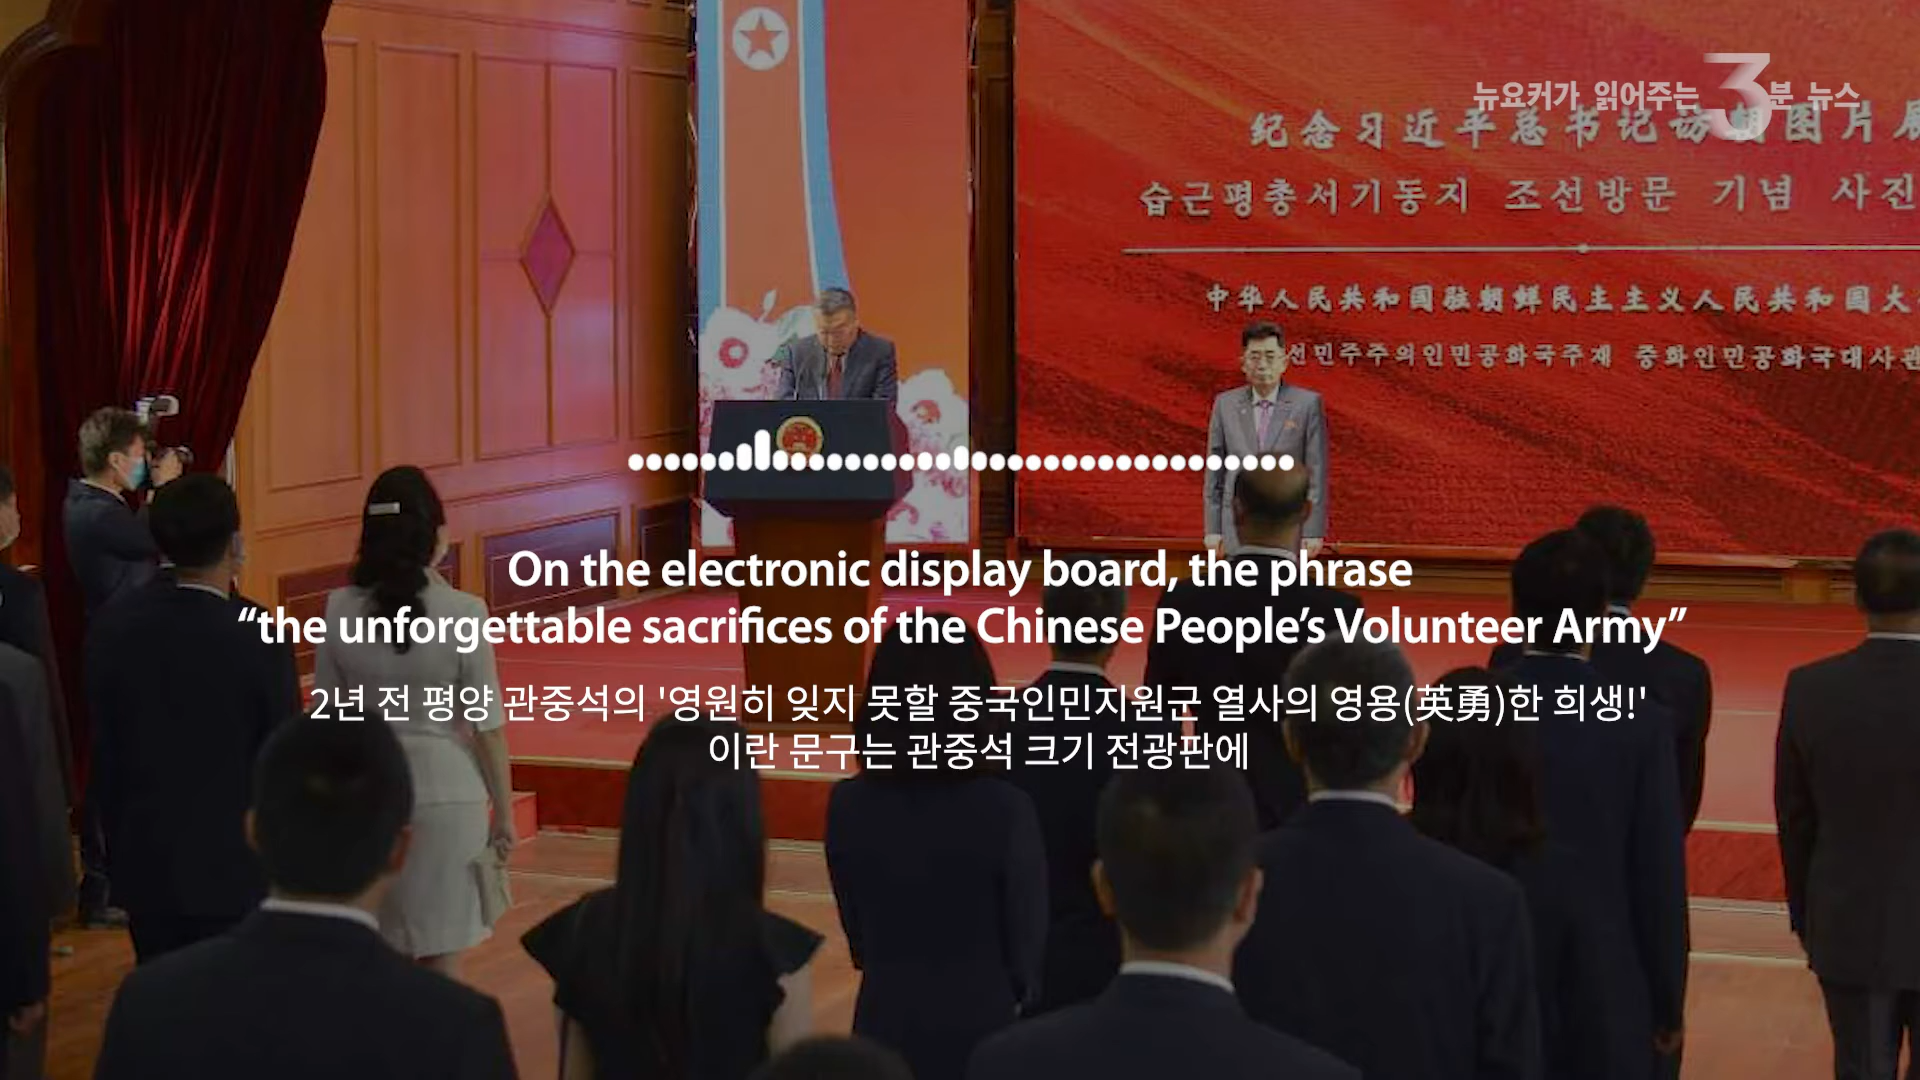 뉴요커가 읽어주는 3분 뉴스
纪念习近平总书记访朝图片展
습근평총서기동지 조선방문 기념 사진
中华人民共和国驻朝鲜民主主义人民共和国大
선민주주의인민공화국주재 중화인민공화국대사관
On the electronic display board, the phrase
“the unforgettable sacrifices of the Chinese People’s Volunteer Army”
2년 전 평양 관중석의 '영원히 잊지 못할 중국인민지원군 열사의 영용(英勇)한 희생!'
이란 문구는 관중석 크기 전광판에